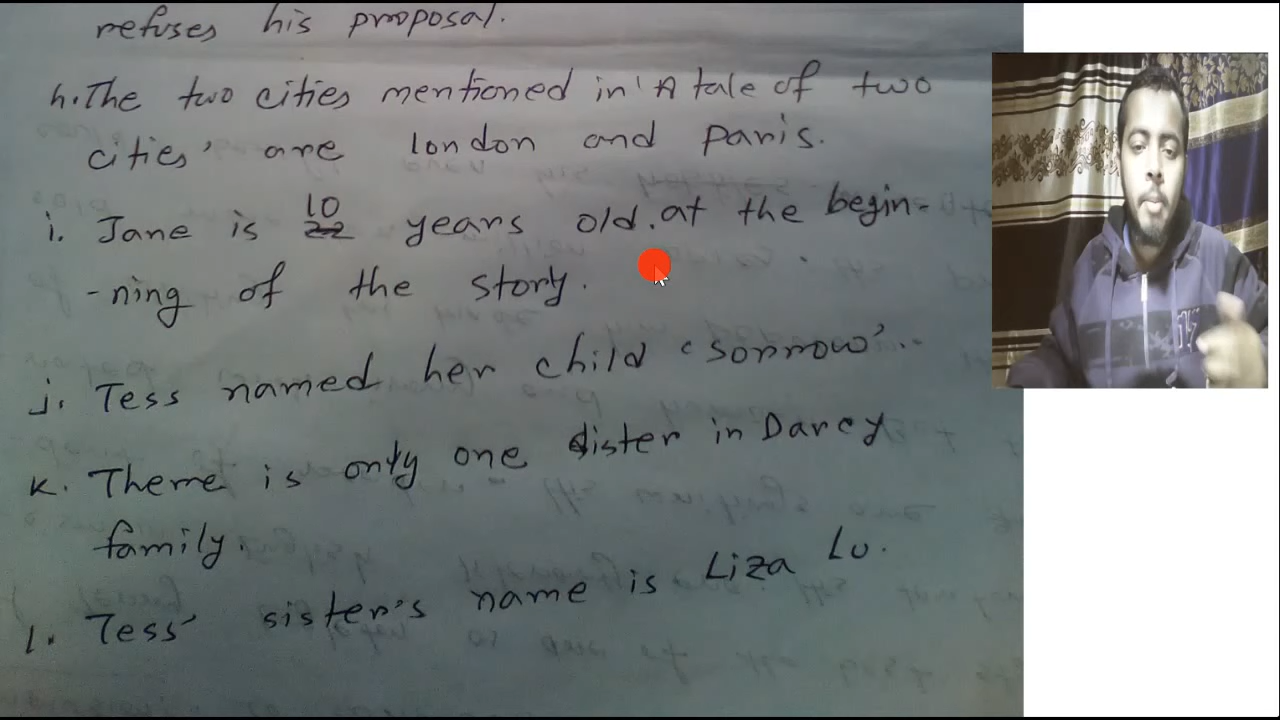 refuses his proposal.
h. The two cities mentioned in 'A tale of two
cities' are london and paris.
i. Jane is 22 10 years old. at the begin-
-ning of the story.
j. Tess named her child 'sorrow'..
k. There is only one sister in Darcy
family.
l. Tess' sister's name is Liza Lu.